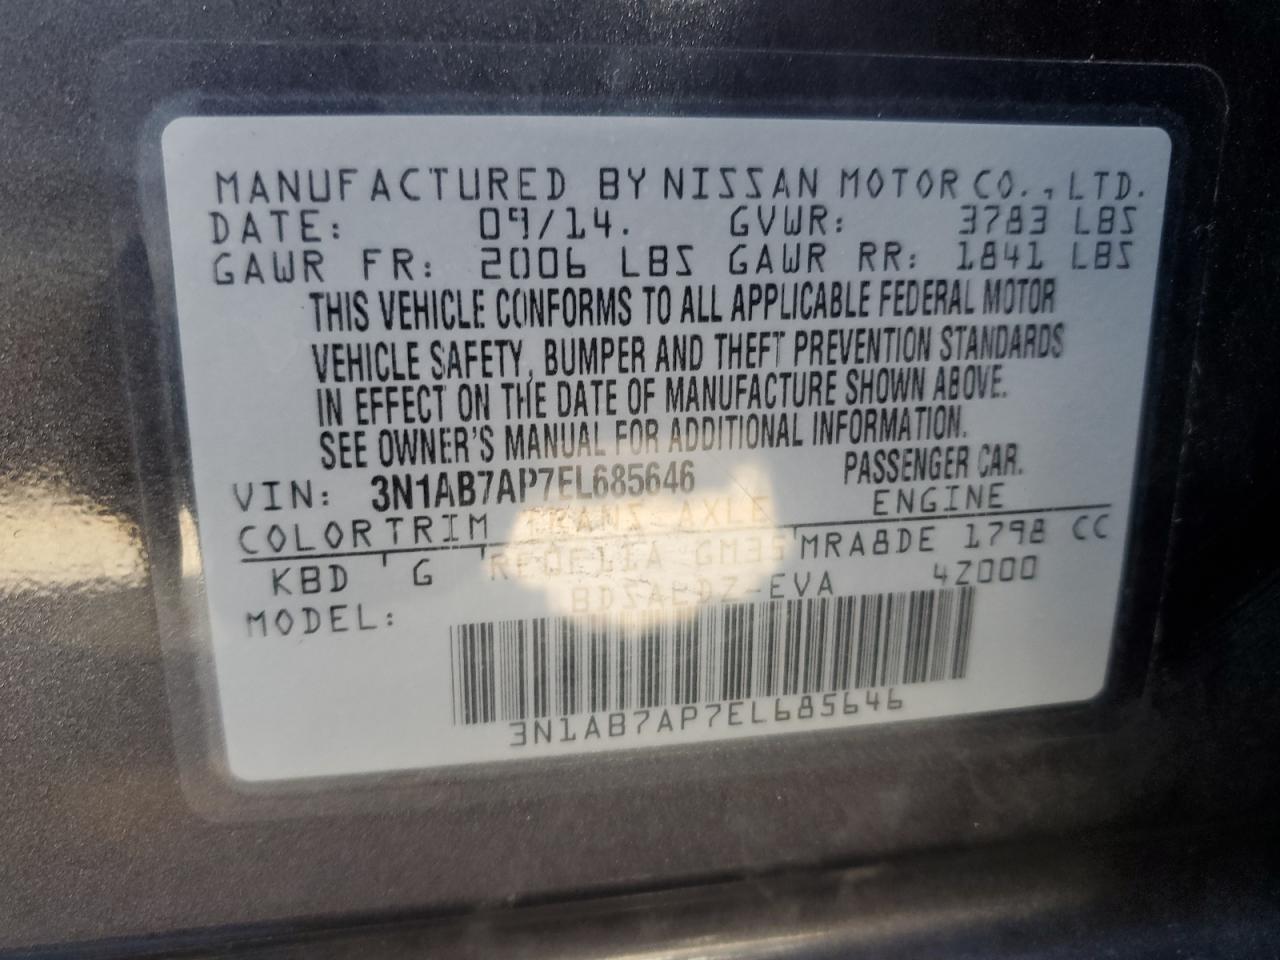 MANUFACTURED BY NISSAN MOTOR CO., LTD.
DATE: 09/14. GVWR: 3783 LBS
GAWR FR: 2006 LBS GAWR RR: 1841 LBS
THIS VEHICLE CONFORMS TO ALL APPLICABLE FEDERAL MOTOR
VEHICLE SAFETY, BUMPER AND THEFT PREVENTION STANDARDS
IN EFFECT ON THE DATE OF MANUFACTURE SHOWN ABOVE.
SEE OWNER'S MANUAL FOR ADDITIONAL INFORMATION.
VIN: 3N1AB7AP7EL685646 PASSENGER CAR.
COLOR TRIM TRANS AXLE ENGINE
KBD G GM35 MRA8DE 1798 CC
MODEL: 42000
3N1AB7AP7EL685646